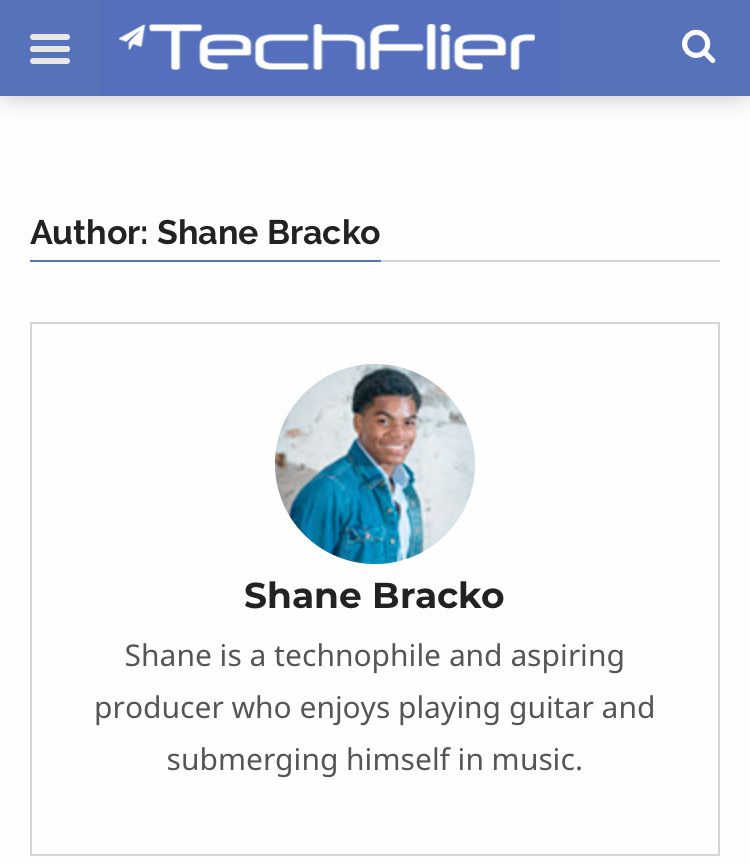 TechFlier
Author: Shane Bracko
Shane Bracko
Shane is a technophile and aspiring
producer who enjoys playing guitar and
submerging himself in music.